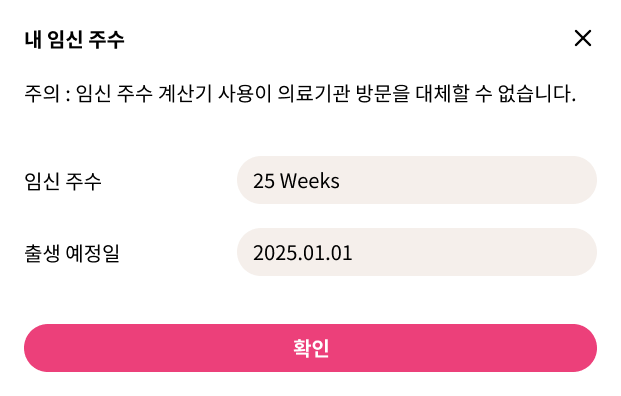 내 임신 주수
주의 : 임신 주수 계산기 사용이 의료기관 방문을 대체할 수 없습니다.
임신 주수
25 Weeks
출생 예정일
2025.01.01
확인